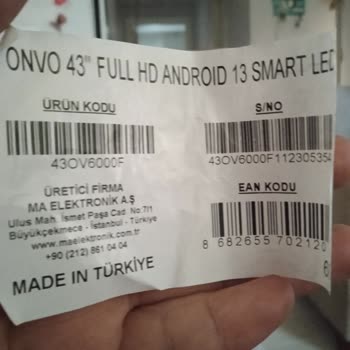 ONVO 43" FULL HD ANDROID 13 SMART LED
ÜRÜN KODU
43OV6000F
S/NO
43OV6000F112305354
ÜRETİCİ FİRMA
MA ELEKTRONİK A.Ş
Ulus Mah. İsmet Paşa Cad. No:7/1
Büyükçekmece - İstanbul - Türkiye
www.maelektronik.com.tr
+90 (212) 861 04 04
EAN KODU
8 682655 702120
MADE IN TÜRKİYE
6